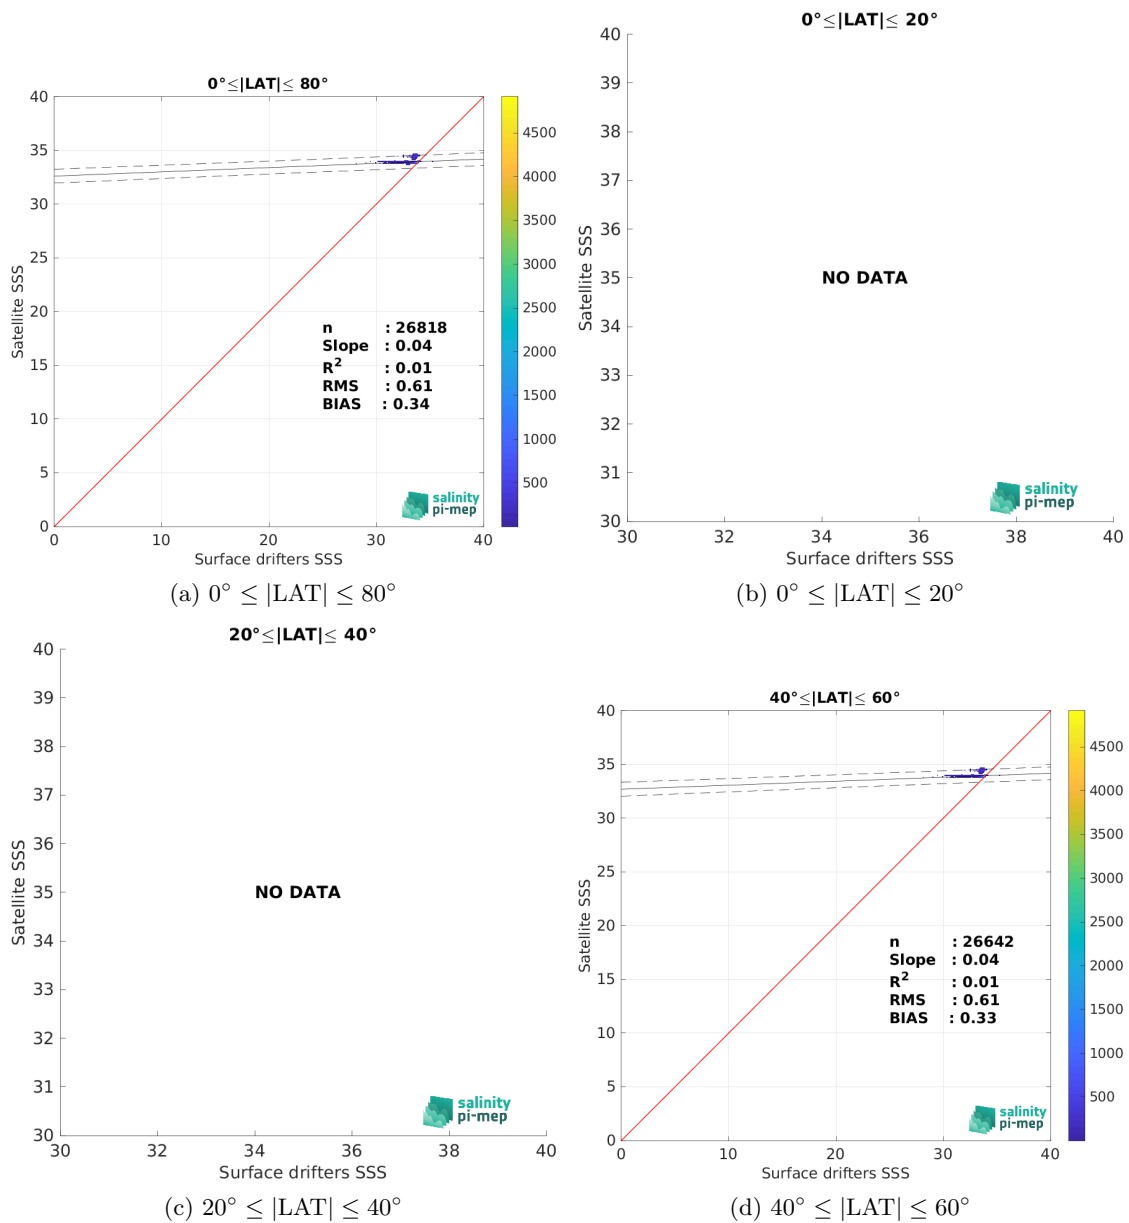 0°≤|LAT|≤ 80°
40
35
30
25
20
15
10
5
0
Satellite SSS
n : 26818
Slope : 0.04
R2 : 0.01
RMS : 0.61
BIAS : 0.34
salinity
pi-mep
0 10 20 30 40
Surface drifters SSS
4500
4000
3500
3000
2500
2000
1500
1000
500
(a) 0° ≤ |LAT| ≤ 80°
0°≤|LAT|≤ 20°
40
39
38
37
36
35
34
33
32
31
30
Satellite SSS
NO DATA
salinity
pi-mep
30 32 34 36 38 40
Surface drifters SSS
(b) 0° ≤ |LAT| ≤ 20°
20°≤|LAT|≤ 40°
40
39
38
37
36
35
34
33
32
31
30
Satellite SSS
NO DATA
salinity
pi-mep
30 32 34 36 38 40
Surface drifters SSS
(c) 20° ≤ |LAT| ≤ 40°
40°≤|LAT|≤ 60°
40
35
30
25
20
15
10
5
0
Satellite SSS
n : 26642
Slope : 0.04
R2 : 0.01
RMS : 0.61
BIAS : 0.33
salinity
pi-mep
0 10 20 30 40
Surface drifters SSS
4500
4000
3500
3000
2500
2000
1500
1000
500
(d) 40° ≤ |LAT| ≤ 60°